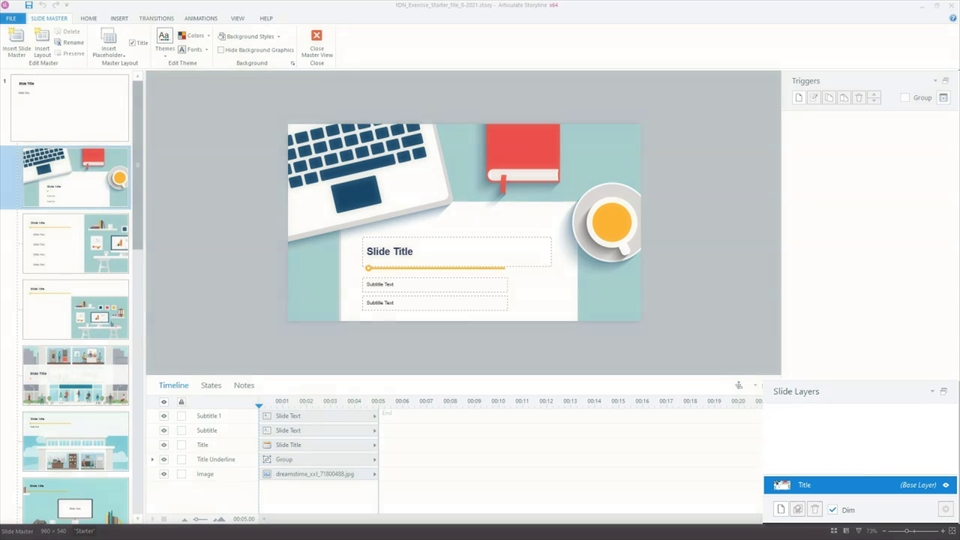 XDN_Exercise_Starter_file_6-2021.story - Articulate Storyline x64
FILE SLIDE MASTER HOME INSERT TRANSITIONS ANIMATIONS VIEW HELP
Insert Slide Master
Insert Layout
Delete
Rename
Preserve
Edit Master
Insert Placeholder
Title
Master Layout
Themes
Colors
Fonts
Edit Theme
Background Styles
Hide Background Graphics
Background
Close Master View
Close
1
Slide Title
Slide Title
Slide Title
Slide Title
Slide Title
Slide Title
Slide Title
Subtitle Text
Subtitle Text
Triggers
Group
Timeline States Notes
00:01 00:02 00:03 00:04 00:05 00:06 00:07 00:08 00:09 00:10 00:11 00:12 00:13 00:14 00:15 00:16 00:17 00:18 00:19 00:20
Subtitle 1 Slide Text End
Subtitle Slide Text
Title Slide Title
Title Underline Group
Image dreamstime_xxl_71800488.jpg
00:05.00
Slide Layers
Title (Base Layer)
Dim
Slide Master 960 × 540 "Starter" 73%